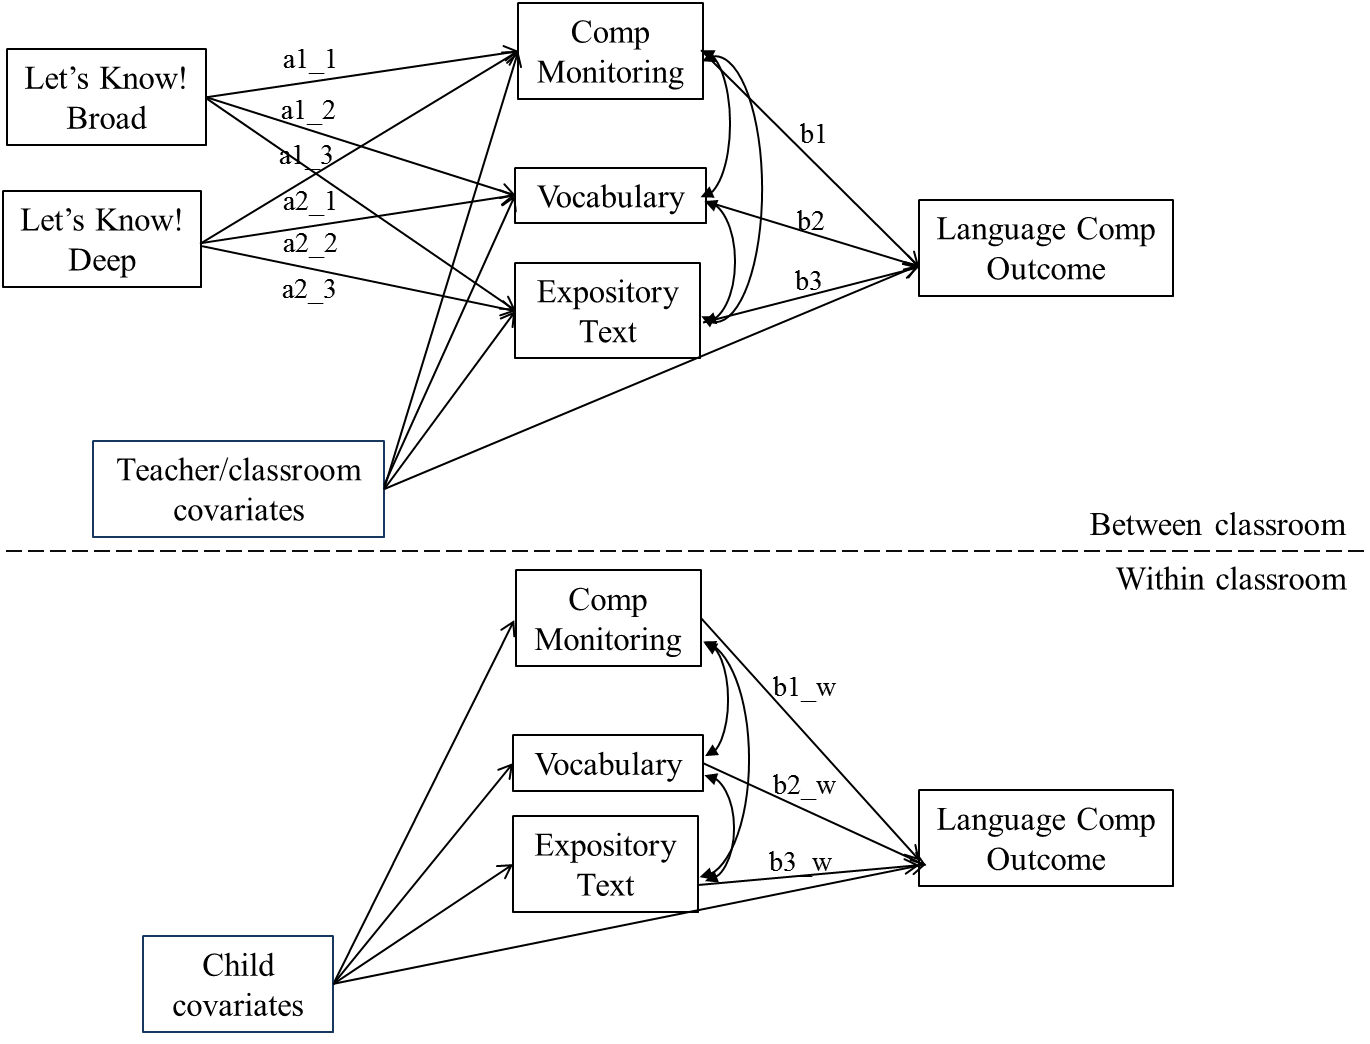 Comp
Monitoring
Let’s Know!
Broad
a1_1
a1_2
b1
a1_3
Vocabulary
Let’s Know!
Deep
a2_1
b2
Language Comp
Outcome
a2_2
a2_3
b3
Expository
Text
Teacher/classroom
covariates
Between classroom
Within classroom
Comp
Monitoring
b1_w
Vocabulary
b2_w
Language Comp
Outcome
Expository
Text
b3_w
Child
covariates